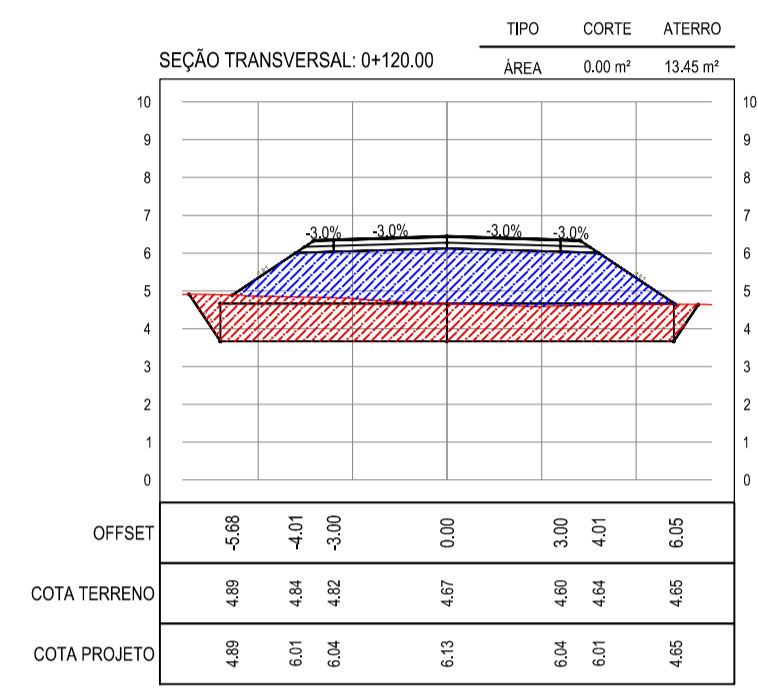 TIPO CORTE ATERRO
SEÇÃO TRANSVERSAL: 0+120.00
ÁREA 0.00 m² 13.45 m²
10 10
9 9
8 8
7 7
-3.0% -3.0% -3.0% -3.0%
6 6
5 5
4 4
3 3
2 2
1 1
0 0
OFFSET -5.68 -4.01 -3.00 0.00 3.00 4.01 6.05
COTA TERRENO 4.89 4.84 4.82 4.67 4.60 4.64 4.65
COTA PROJETO 4.89 6.01 6.04 6.13 6.04 6.01 4.65